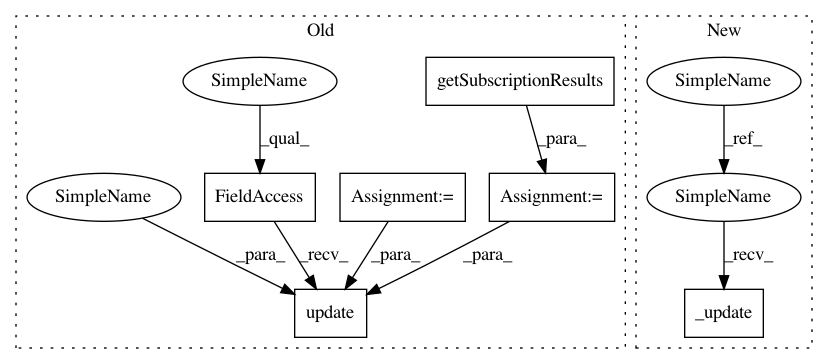 Old
New
SimpleName
getSubscriptionResults
SimpleName
_qual_
_para_
_ref_
SimpleName
FieldAccess
Assignment:=
Assignment:=
SimpleName
_para_
_recv_
_para_
_para_
_recv_
update
_update